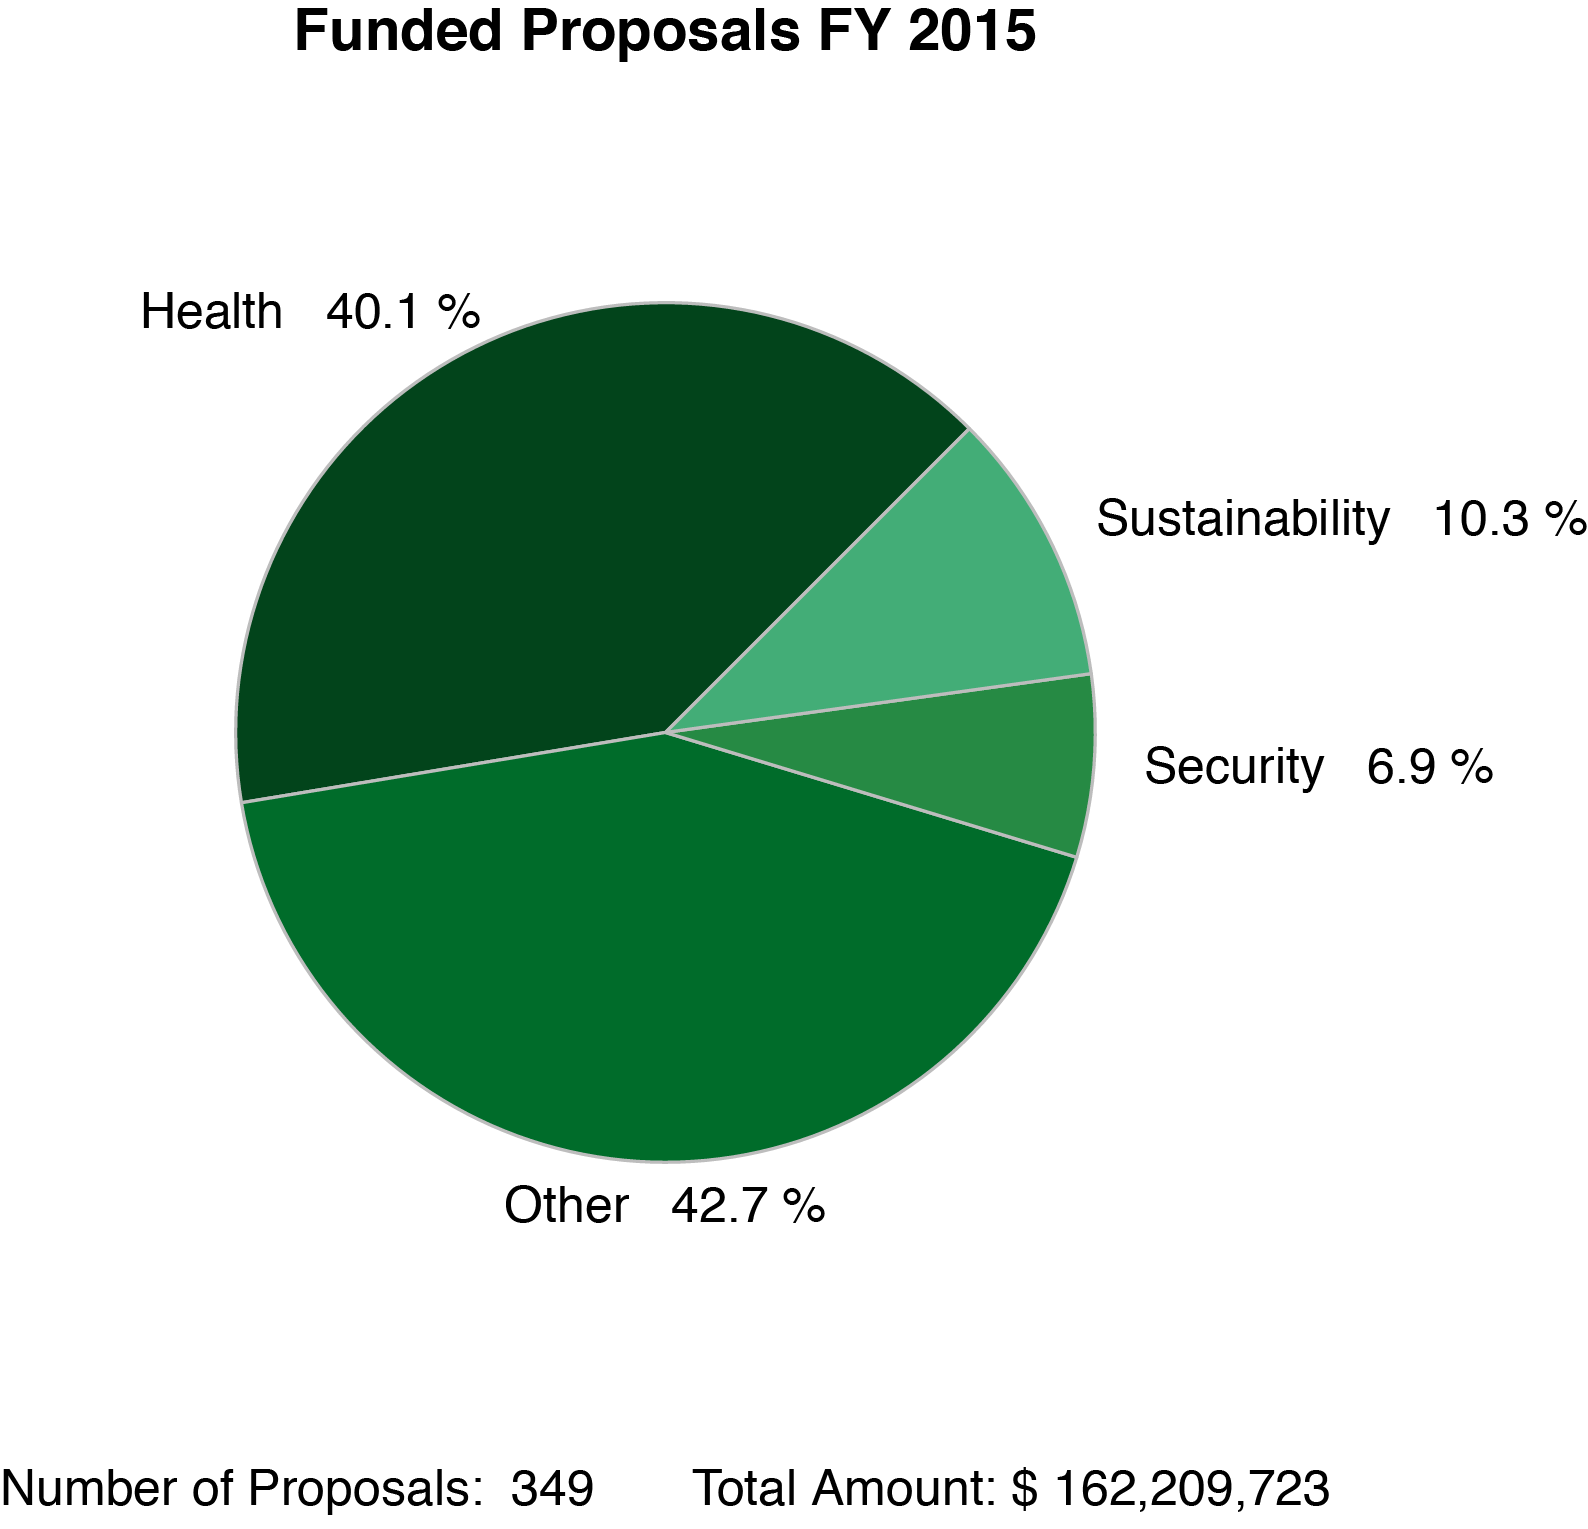 Funded Proposals FY 2015
Health 40.1 %
Sustainability 10.3 %
Security 6.9 %
Other 42.7 %
Number of Proposals: 349 Total Amount: $ 162,209,723